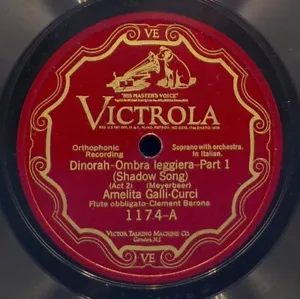 VE
"HIS MASTER'S VOICE"
VICTROLA
Orthophonic Recording
Soprano with orchestra. In Italian.
Dinorah-Ombra leggiera-Part 1
(Shadow Song)
(Act 2) (Meyerbeer)
Amelita Galli-Curci
Flute obbligato-Clement Barone
1174-A
VICTOR TALKING MACHINE CO.
Camden, N.J.
VE